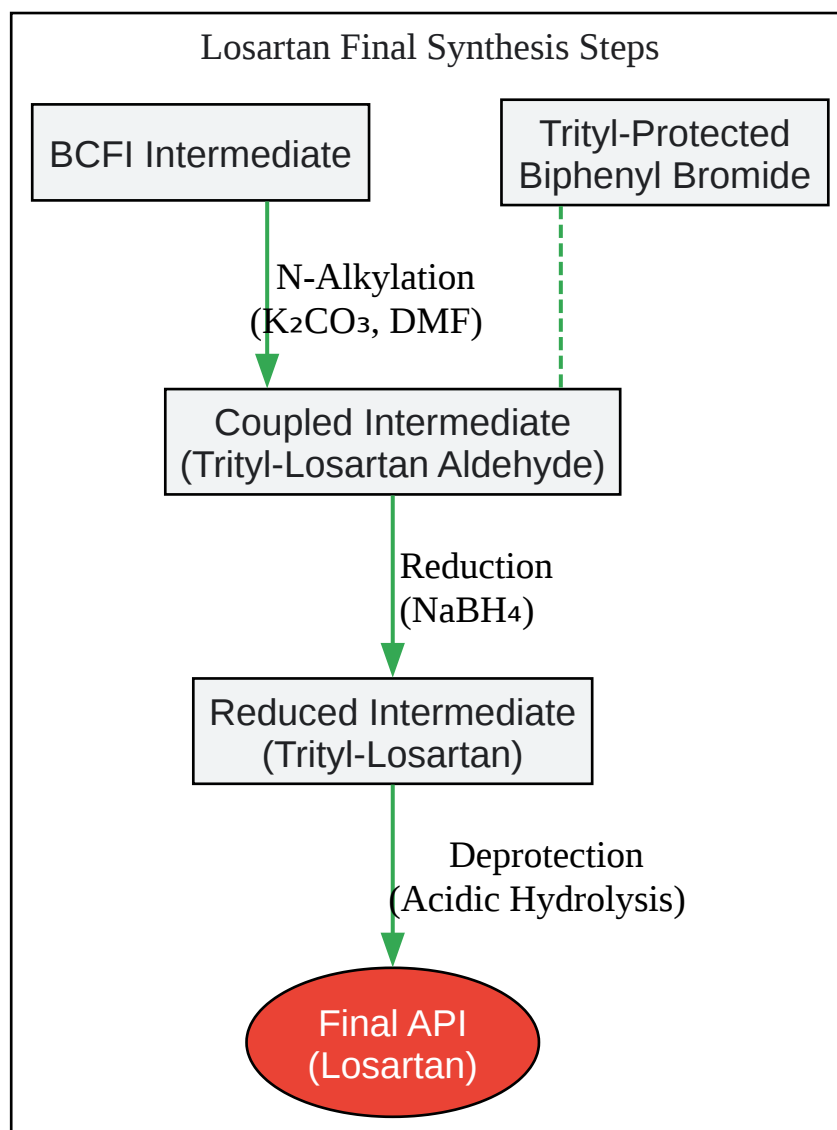 Losartan Final Synthesis Steps
BCFI Intermediate
Trityl-Protected
Biphenyl Bromide
N-Alkylation
(K₂CO₃, DMF)
Coupled Intermediate
(Trityl-Losartan Aldehyde)
Reduction
(NaBH₄)
Reduced Intermediate
(Trityl-Losartan)
Deprotection
(Acidic Hydrolysis)
Final API
(Losartan)